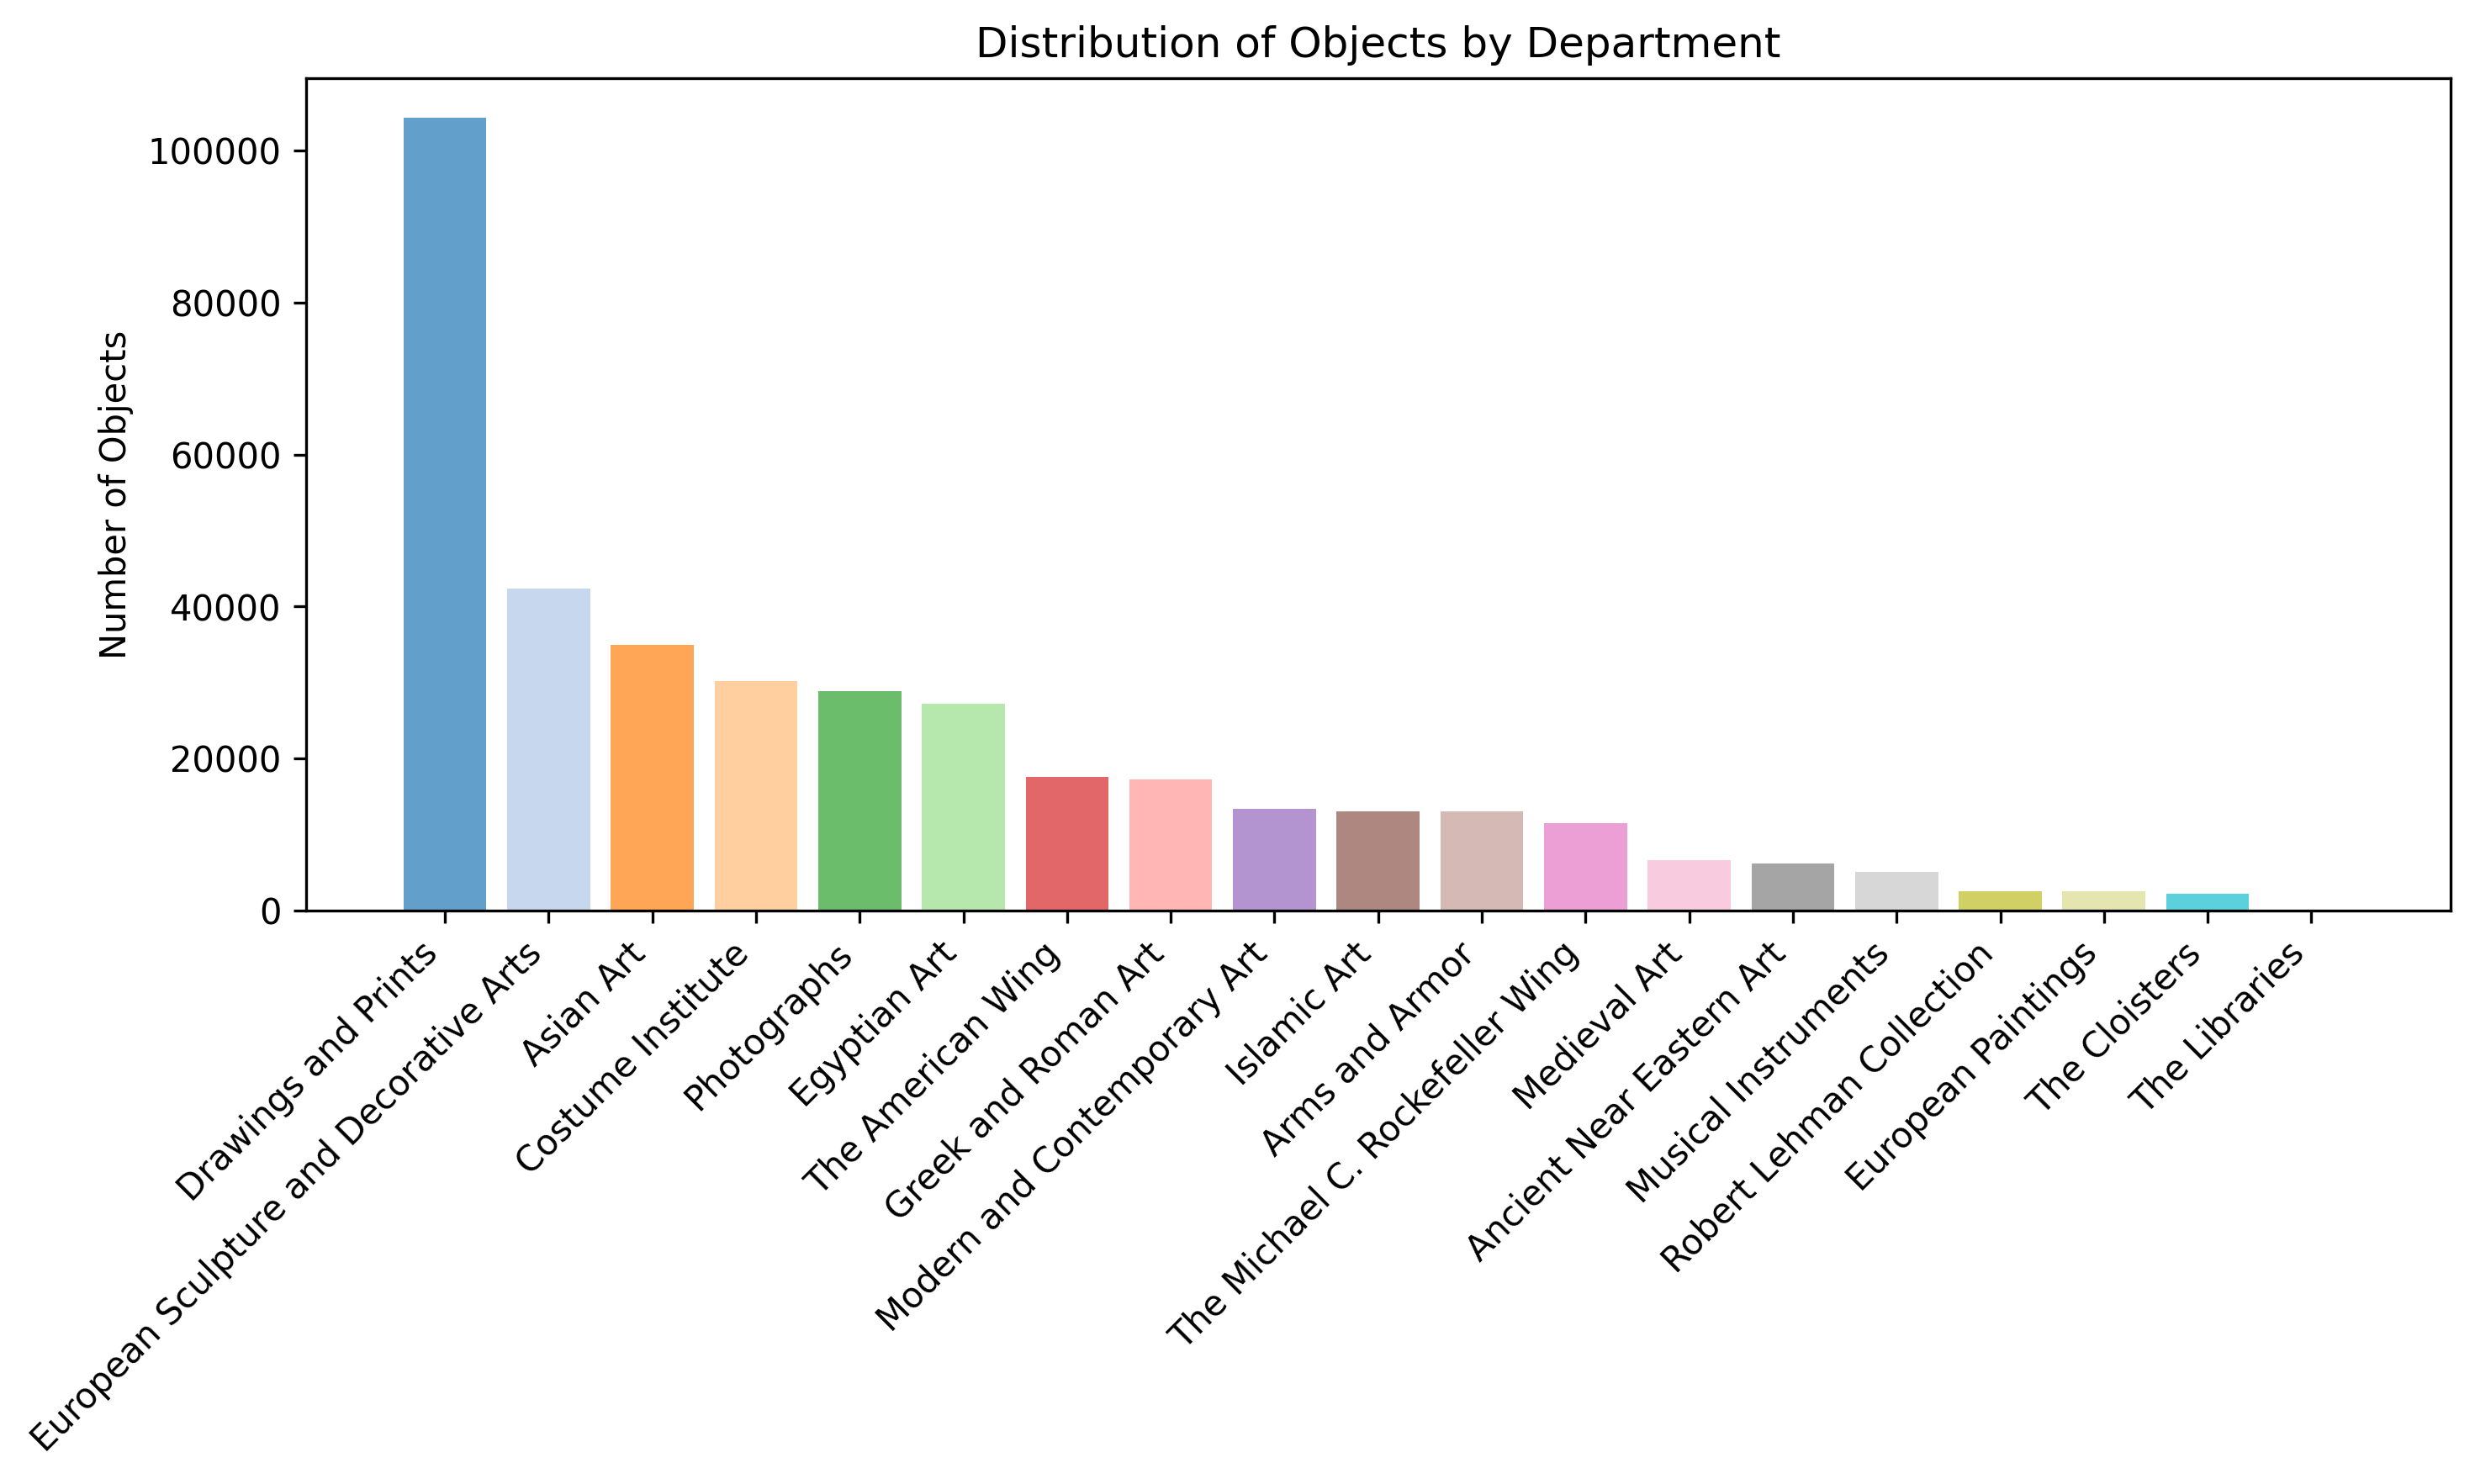 Distribution of Objects by Department
Number of Objects
100000
80000
60000
40000
20000
0
Drawings and Prints
European Sculpture and Decorative Arts
Asian Art
Costume Institute
Photographs
Egyptian Art
The American Wing
Greek and Roman Art
Modern and Contemporary Art
Islamic Art
Arms and Armor
The Michael C. Rockefeller Wing
Medieval Art
Ancient Near Eastern Art
Musical Instruments
Robert Lehman Collection
European Paintings
The Cloisters
The Libraries